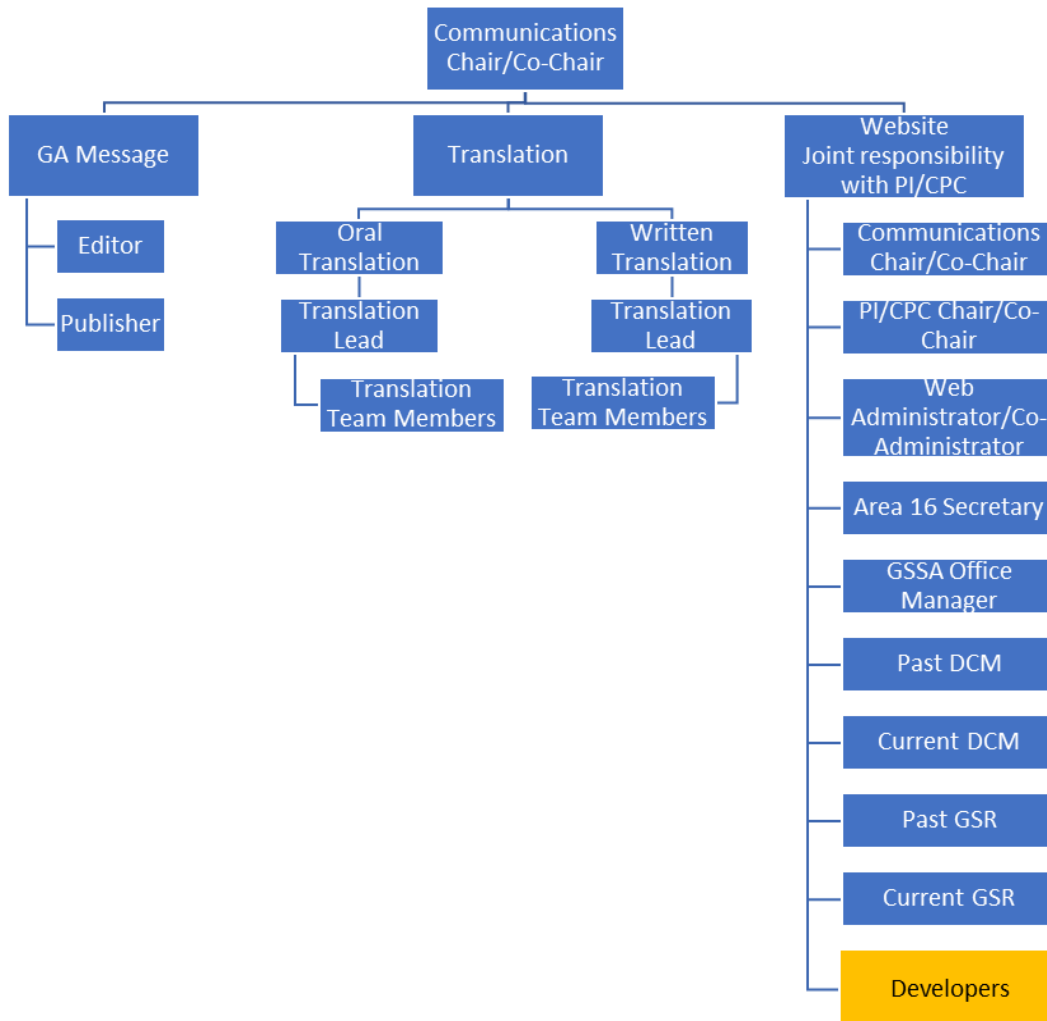 Communications
Chair/Co-Chair
GA Message
Editor
Publisher
Translation
Oral
Translation
Translation
Lead
Translation
Team Members
Written
Translation
Translation
Lead
Translation
Team Members
Website
Joint responsibility
with PI/CPC
Communications
Chair/Co-Chair
PI/CPC Chair/Co-
Chair
Web
Administrator/Co-
Administrator
Area 16 Secretary
GSSA Office
Manager
Past DCM
Current DCM
Past GSR
Current GSR
Developers